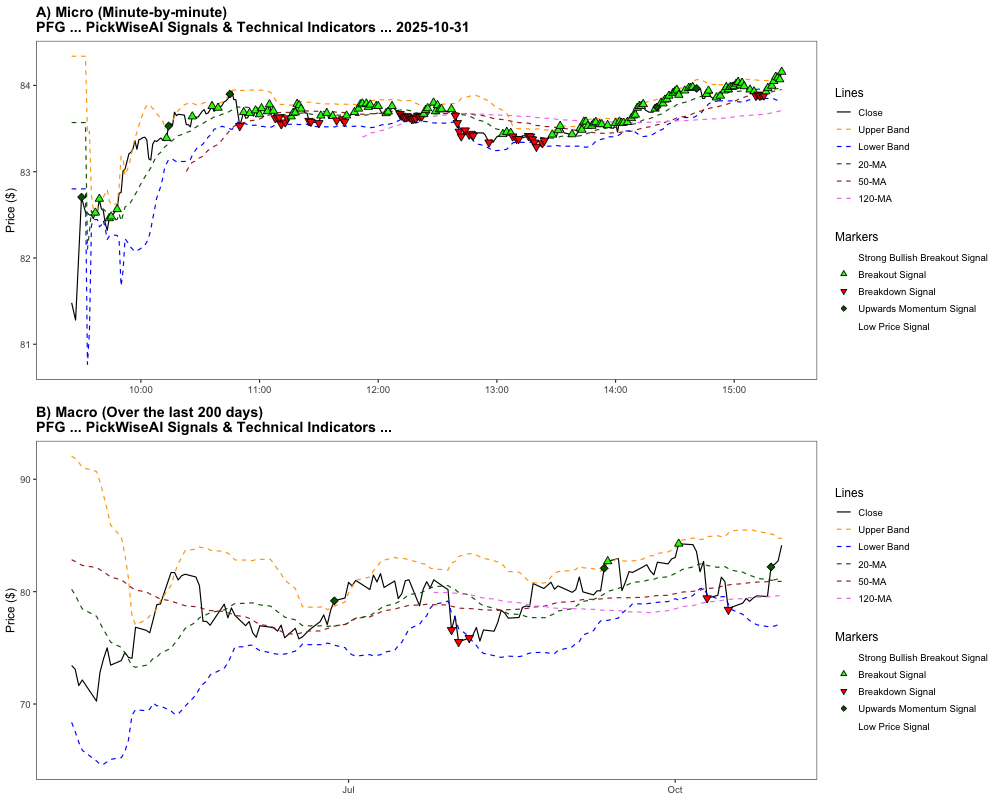 A) Micro (Minute-by-minute)
PFG ... PickWiseAI Signals & Technical Indicators ... 2025-10-31
Price ($)
84
83
82
81
10:00
11:00
12:00
13:00
14:00
15:00
Lines
Close
Upper Band
Lower Band
20-MA
50-MA
120-MA
Markers
Strong Bullish Breakout Signal
Breakout Signal
Breakdown Signal
Upwards Momentum Signal
Low Price Signal
B) Macro (Over the last 200 days)
PFG ... PickWiseAI Signals & Technical Indicators ...
Price ($)
90
80
70
Jul
Oct
Lines
Close
Upper Band
Lower Band
20-MA
50-MA
120-MA
Markers
Strong Bullish Breakout Signal
Breakout Signal
Breakdown Signal
Upwards Momentum Signal
Low Price Signal